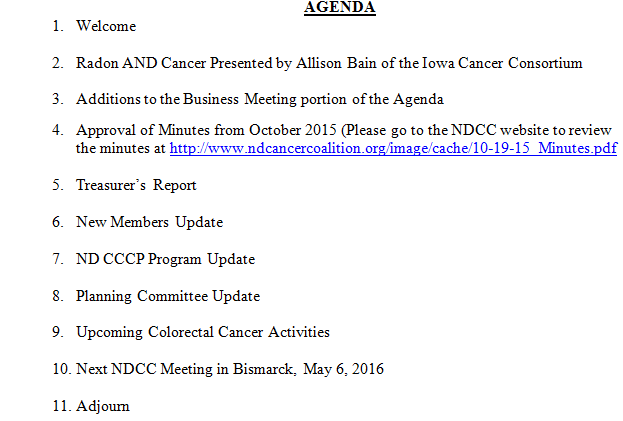 AGENDA
1. Welcome
2. Radon AND Cancer Presented by Allison Bain of the Iowa Cancer Consortium
3. Additions to the Business Meeting portion of the Agenda
4. Approval of Minutes from October 2015 (Please go to the NDCC website to review
the minutes at http://www.ndcancercoalition.org/image/cache/10-19-15_Minutes.pdf
5. Treasurer's Report
6. New Members Update
7. ND CCCP Program Update
8. Planning Committee Update
9. Upcoming Colorectal Cancer Activities
10. Next NDCC Meeting in Bismarck, May 6, 2016
11. Adjourn